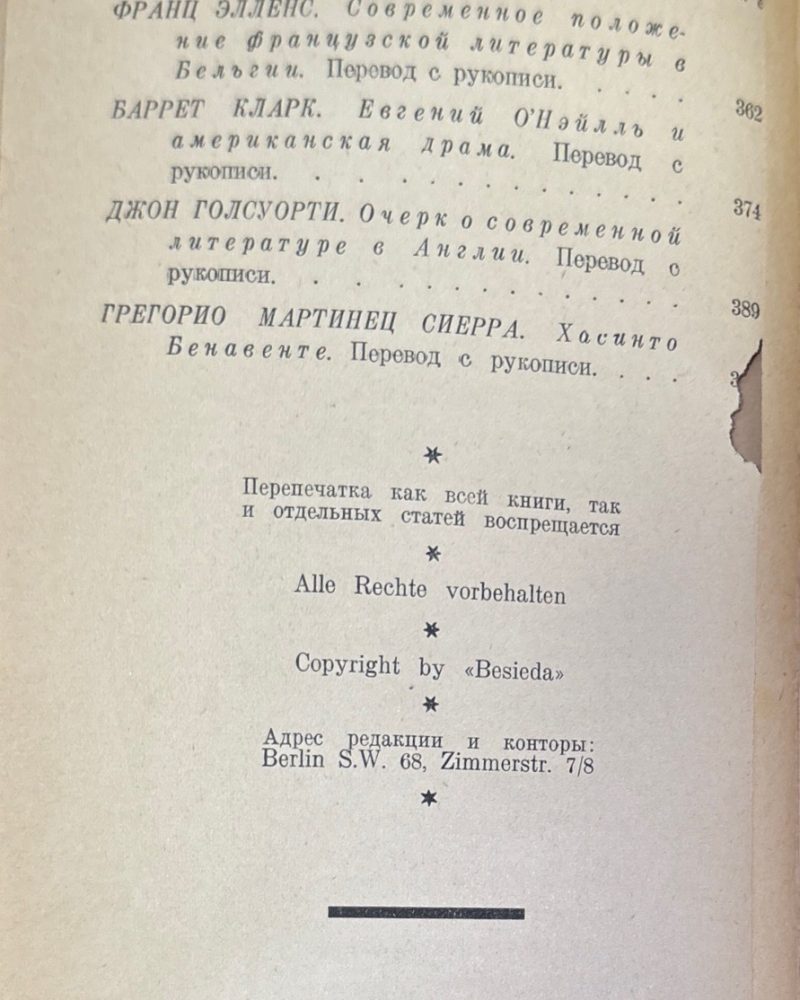 ФРАНЦ ЭЛЛЕНС. Современное положе-
ние французской литературы в
Бельгии. Перевод с рукописи. . . . . 362
БАРРЕТ КЛАРК. Евгений О'Нэйлль и
американская драма. Перевод с
рукописи. . . . . . . . . . . . 374
ДЖОН ГОЛСУОРТИ. Очерк о современной
литературе в Англии. Перевод с
рукописи. . . . . . . . . . . . 389
ГРЕГОРИО МАРТИНЕЦ СИЕРРА. Хасинто
Бенавенте. Перевод с рукописи. . . .
Перепечатка как всей книги, так
и отдельных статей воспрещается
Alle Rechte vorbehalten
Copyright by «Besieda»
Адрес редакции и конторы:
Berlin S.W. 68, Zimmerstr. 7/8